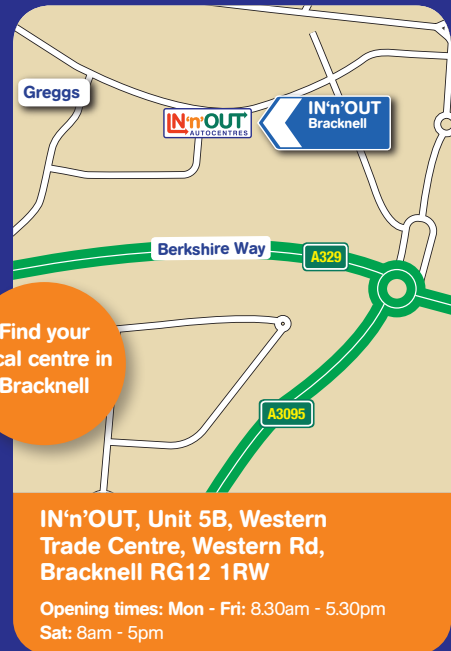 Greggs
IN'n'OUT
AUTOCENTRES
IN'n'OUT
Bracknell
Berkshire Way
A329
Find your
cal centre in
Bracknell
A3095
IN'n'OUT, Unit 5B, Western
Trade Centre, Western Rd,
Bracknell RG12 1RW
Opening times: Mon - Fri: 8.30am - 5.30pm
Sat: 8am - 5pm